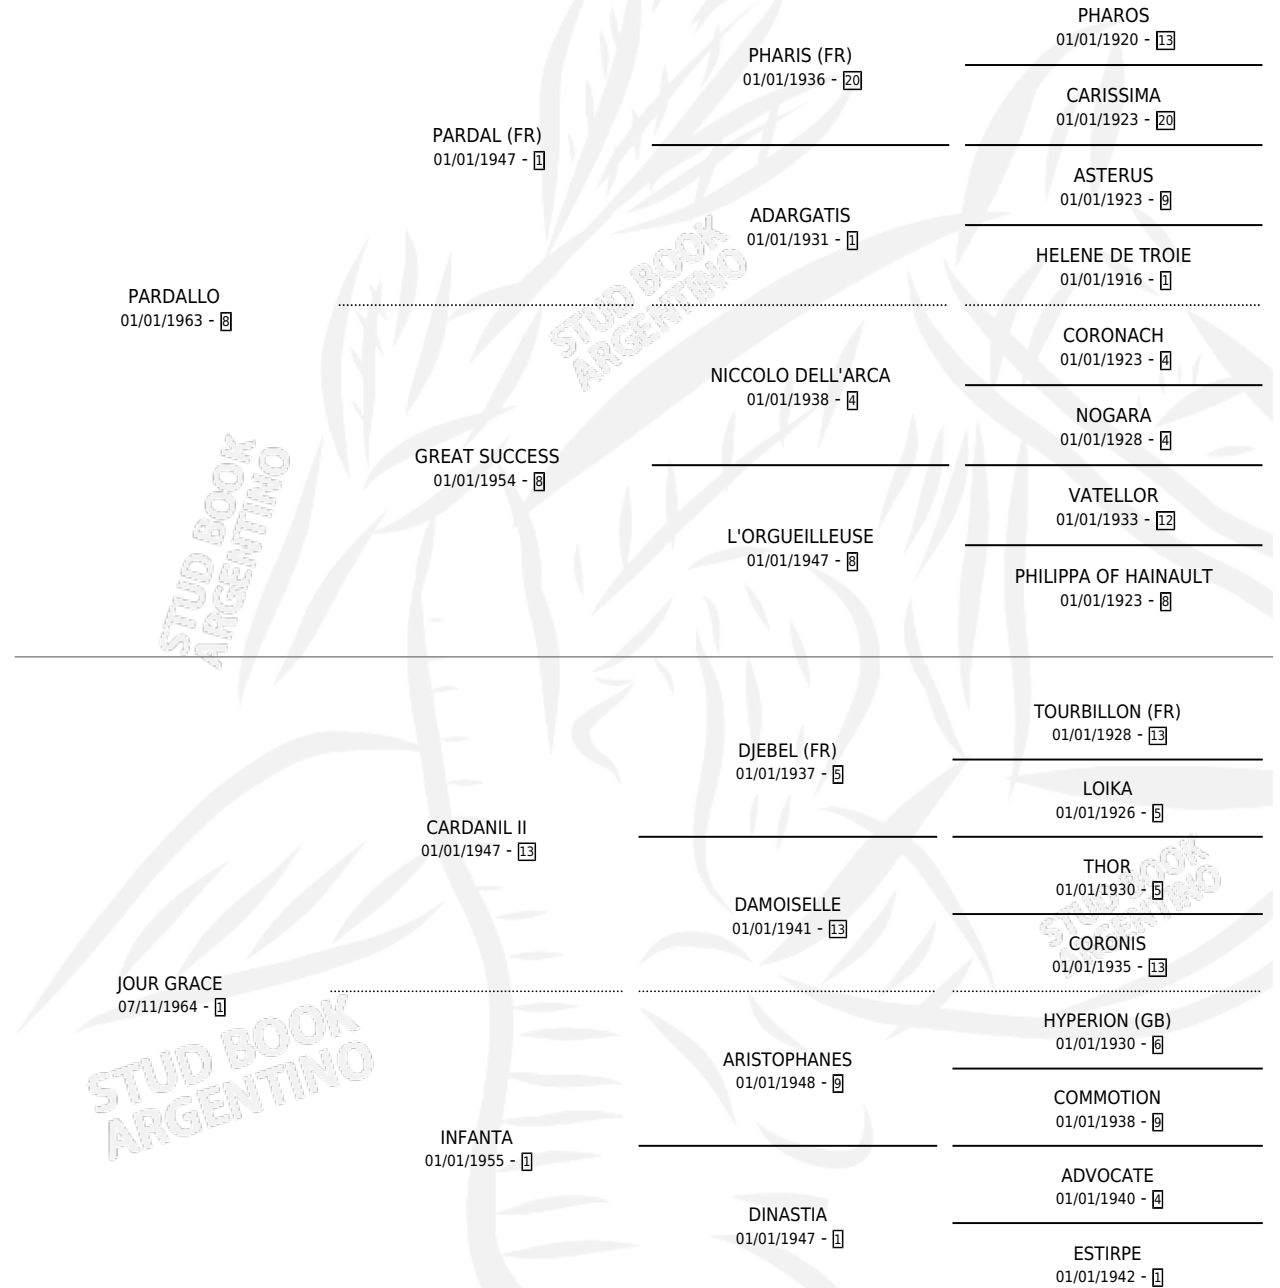 PHAROS
01/01/1920 - 13
PHARIS (FR)
01/01/1936 - 20
CARISSIMA
01/01/1923 - 20
PARDAL (FR)
01/01/1947 - 1
ASTERUS
01/01/1923 - 9
ADARGATIS
01/01/1931 - 1
HELENE DE TROIE
01/01/1916 - 1
PARDALLO
01/01/1963 - 8
STUD BOOK
ARGENTINO
CORONACH
01/01/1923 - 4
NICCOLO DELL'ARCA
01/01/1938 - 4
NOGARA
01/01/1928 - 4
GREAT SUCCESS
01/01/1954 - 8
VATELLOR
01/01/1933 - 12
L'ORGUEILLEUSE
01/01/1947 - 8
PHILIPPA OF HAINAULT
01/01/1923 - 8
STUD BOOK
ARGENTINO
TOURBILLON (FR)
01/01/1928 - 13
DJEBEL (FR)
01/01/1937 - 5
LOIKA
01/01/1926 - 5
CARDANIL II
01/01/1947 - 13
THOR
01/01/1930 - 5
DAMOISELLE
01/01/1941 - 13
CORONIS
01/01/1935 - 13
STUD BOOK
ARGENTINO
JOUR GRACE
07/11/1964 - 1
HYPERION (GB)
01/01/1930 - 6
ARISTOPHANES
01/01/1948 - 9
COMMOTION
01/01/1938 - 9
STUD BOOK
ARGENTINO
INFANTA
01/01/1955 - 1
ADVOCATE
01/01/1940 - 4
DINASTIA
01/01/1947 - 1
ESTIRPE
01/01/1942 - 1